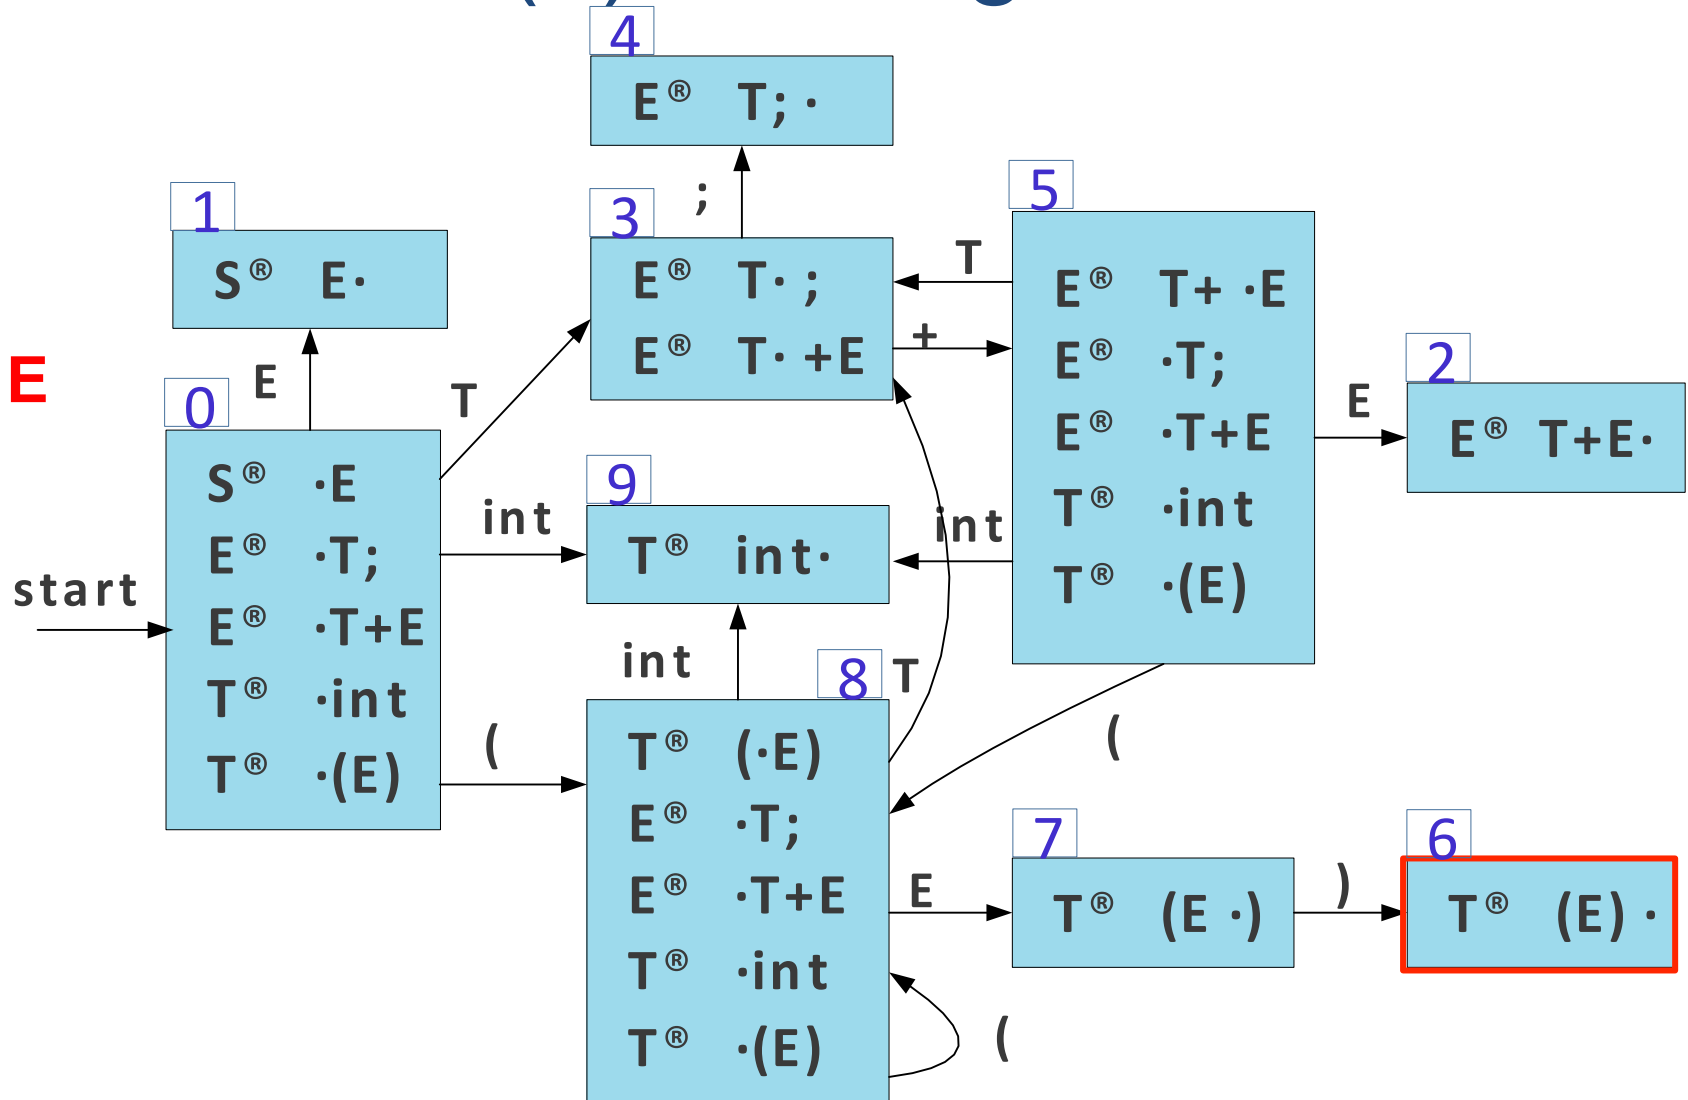 4
E® T;·
1
S® E·
;
3
E® T·;
E® T·+E
T
+
5
E® T+ ·E
E® ·T;
E® ·T+E
T® ·int
T® ·(E)
E
2
E® T+E·
E
E
T
0
S® ·E
E® ·T;
E® ·T+E
T® ·int
T® ·(E)
start
int
9
T® int·
int
int
(
8
T
T® (·E)
E® ·T;
E® ·T+E
T® ·int
T® ·(E)
(
E
7
T® (E ·)
)
6
T® (E) ·
(